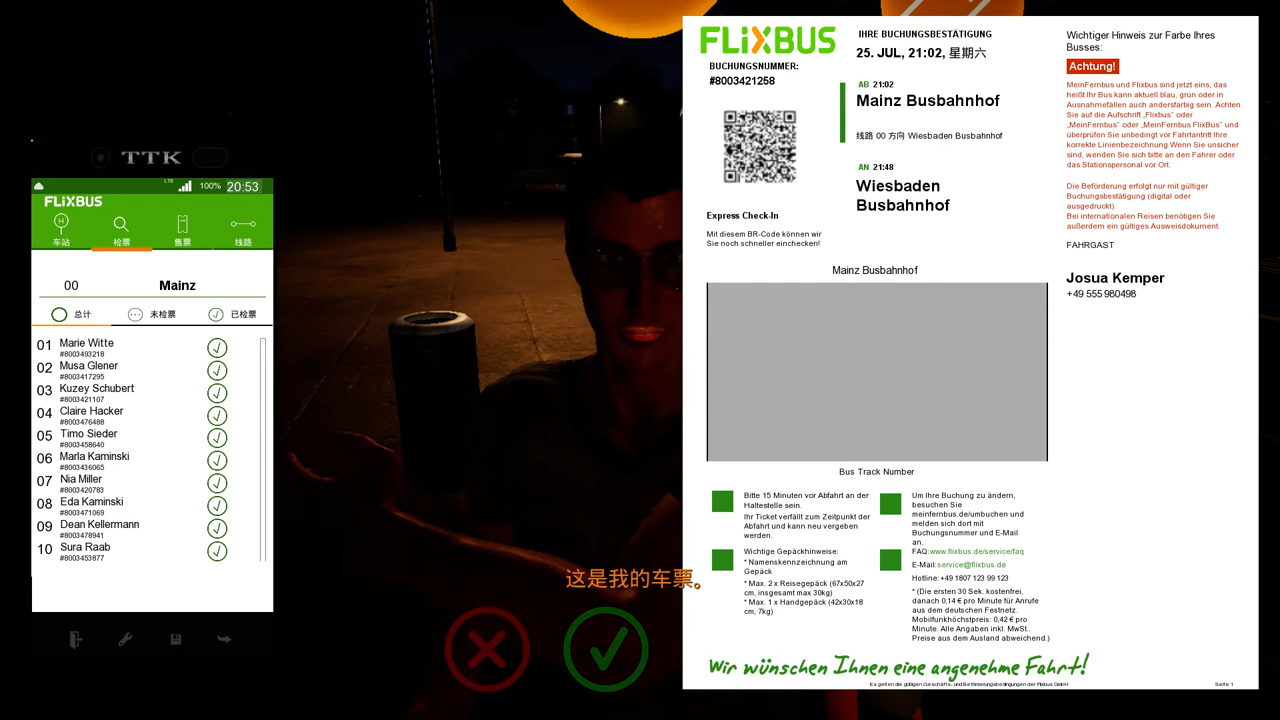 TTK
LTE 100% 20:53
FLiXBUS
车站 检票 售票 线路
00 Mainz
总计 未检票 已检票
01 Marie Witte
#8003493218
02 Musa Glener
#8003417295
03 Kuzey Schubert
#8003421107
04 Claire Hacker
#8003476488
05 Timo Sieder
#8003458640
06 Marla Kaminski
#8003436065
07 Nia Miller
#8003420783
08 Eda Kaminski
#8003471069
09 Dean Kellermann
#8003478941
10 Sura Raab
#8003453877
这是我的车票。
FLiXBUS
BUCHUNGSNUMMER:
#8003421258
Express Check-In
Mit diesem BR-Code können wir
Sie noch schneller einchecken!
IHRE BUCHUNGSBESTÄTIGUNG
25. JUL, 21:02, 星期六
AB 21:02
Mainz Busbahnhof
线路 00 方向 Wiesbaden Busbahnhof
AN 21:48
Wiesbaden
Busbahnhof
Mainz Busbahnhof
Bus Track Number
Bitte 15 Minuten vor Abfahrt an der
Haltestelle sein.
Ihr Ticket verfällt zum Zeitpunkt der
Abfahrt und kann neu vergeben
werden.
Wichtige Gepäckhinweise:
* Namenskennzeichnung am
Gepäck
* Max. 2 x Reisegepäck (67x50x27
cm, insgesamt max 30kg)
* Max. 1 x Handgepäck (42x30x18
cm, 7kg)
Um Ihre Buchung zu ändern,
besuchen Sie
meinfernbus.de/umbuchen und
melden sich dort mit
Buchungsnummer und E-Mail
an.
FAQ:www.flixbus.de/service/faq
E-Mail:service@flixbus.de
Hotline:+49 1807 123 99 123
* (Die ersten 30 Sek. kostenfrei,
danach 0,14 € pro Minute für Anrufe
aus dem deutschen Festnetz.
Mobilfunkhöchstpreis: 0,42 € pro
Minute. Alle Angaben inkl. MwSt..
Preise aus dem Ausland abweichend.)
Wichtiger Hinweis zur Farbe Ihres
Busses:
Achtung!
MeinFernbus und Flixbus sind jetzt eins, das
heißt Ihr Bus kann aktuell blau, grün oder in
Ausnahmefällen auch andersfarbig sein. Achten
Sie auf die Aufschrift „Flixbus" oder
„MeinFernbus" oder „MeinFernbus FlixBus" und
überprüfen Sie unbedingt vor Fahrtantritt Ihre
korrekte Linienbezeichnung.Wenn Sie unsicher
sind, wenden Sie sich bitte an den Fahrer oder
das Stationspersonal vor Ort.
Die Beförderung erfolgt nur mit gültiger
Buchungsbestätigung (digital oder
ausgedruckt).
Bei internationalen Reisen benötigen Sie
außerdem ein gültiges Ausweisdokument.
FAHRGAST
Josua Kemper
+49 555 980498
Wir wünschen Ihnen eine angenehme Fahrt!
Es gelten die gültigen Geschäfts- und Beförderungsbedingungen der Flixbus GmbH
Seite 1